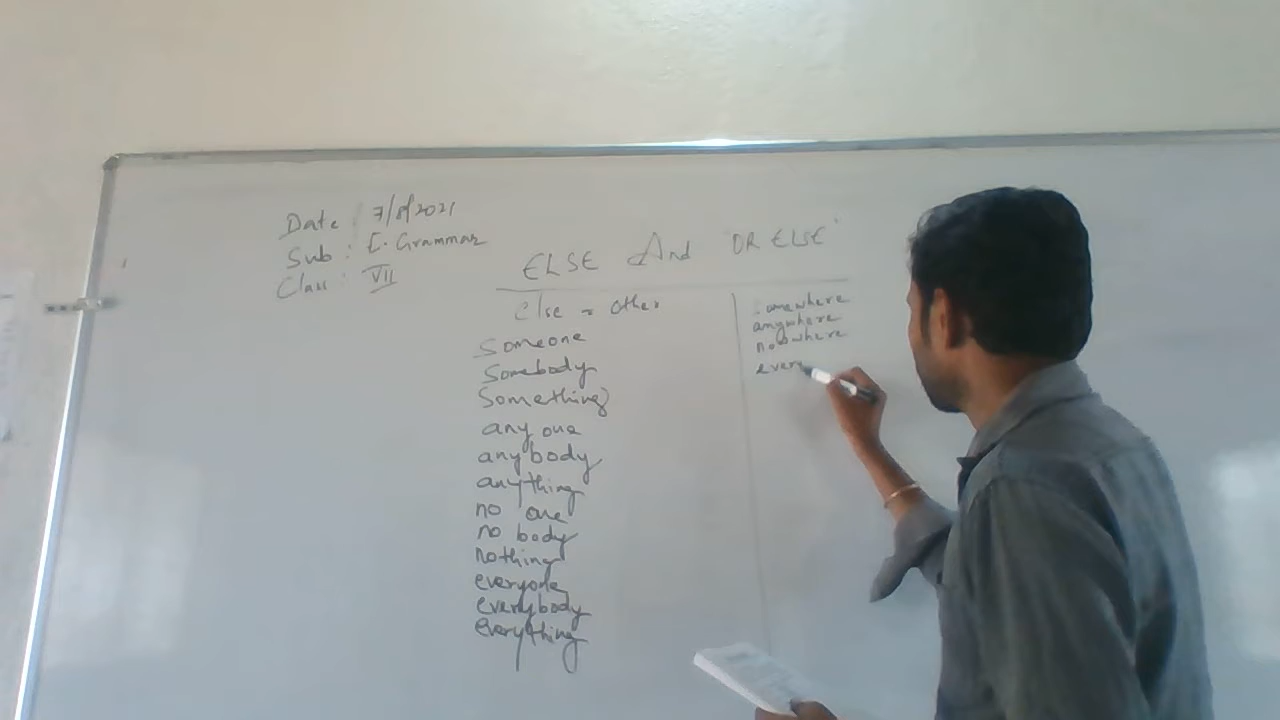 Date : 7/8/2021
Sub : E. Grammar
Class : VII
ELSE And 'OR ELSE'
else = other
someone
somebody
something
any one
anybody
anything
no one
no body
nothing
everyone
everybody
everything
somewhere
anywhere
nowhere
every